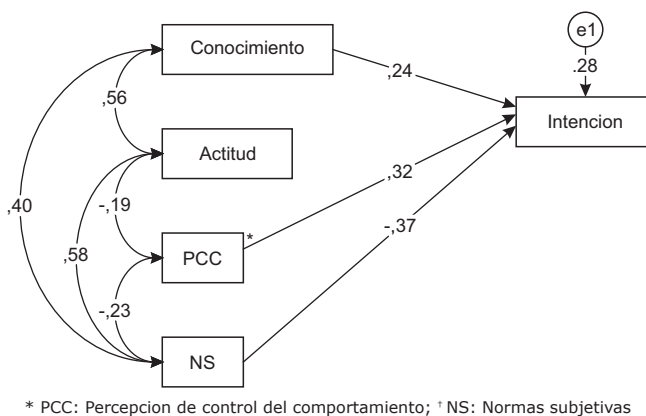 e1
Conocimiento
.28
,24
,56
Intencion
Actitud
,32
-,19
,40
*
-,37
,58
PCC
-,23
NS
* PCC: Percepcion de control del comportamiento; † NS: Normas subjetivas